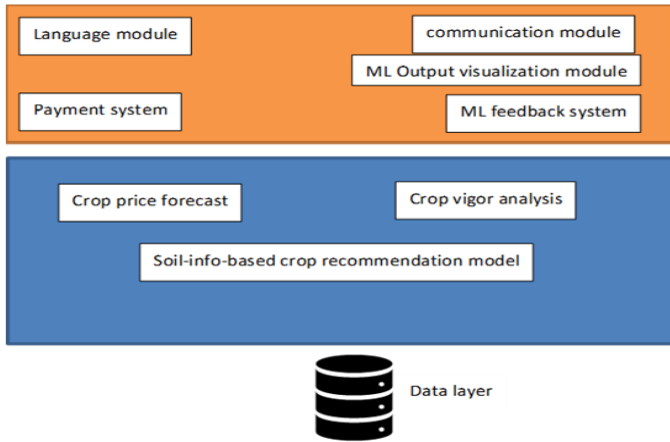 Language module
communication module
ML Output visualization module
Payment system
ML feedback system
Crop price forecast
Crop vigor analysis
Soil-info-based crop recommendation model
Data layer